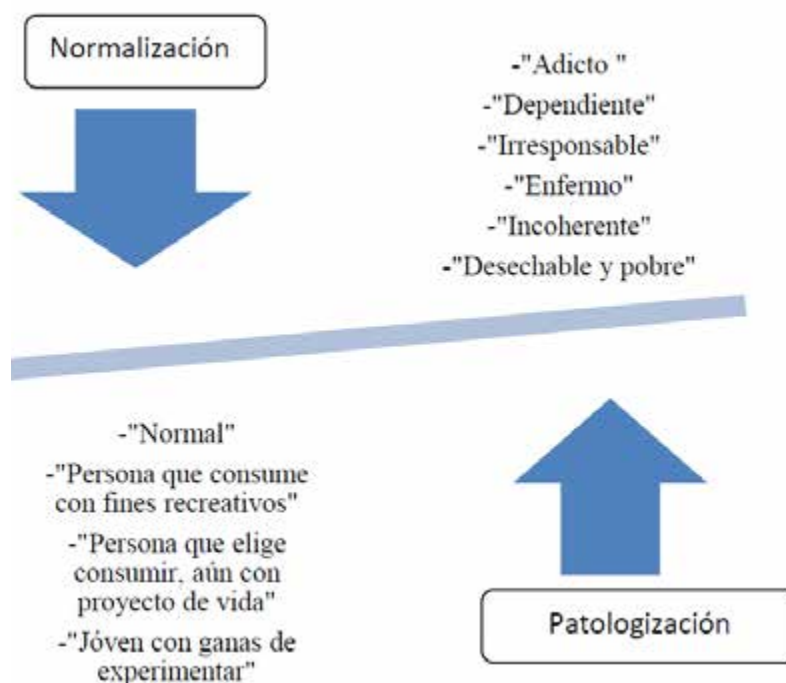 Normalización
-"Adicto "
-"Dependiente"
-"Irresponsable"
-"Enfermo"
-"Incoherente"
-"Desechable y pobre"
-"Normal"
-"Persona que consume
con fines recreativos"
-"Persona que elige
consumir, aún con
proyecto de vida"
-"Jóven con ganas de
experimentar"
Patologización